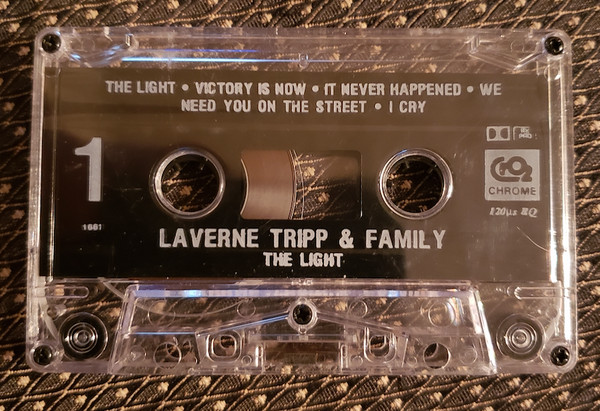 THE LIGHT • VICTORY IS NOW • IT NEVER HAPPENED • WE
NEED YOU ON THE STREET • I CRY
1
CHROME
120µs EQ
1681
LAVERNE TRIPP & FAMILY
THE LIGHT